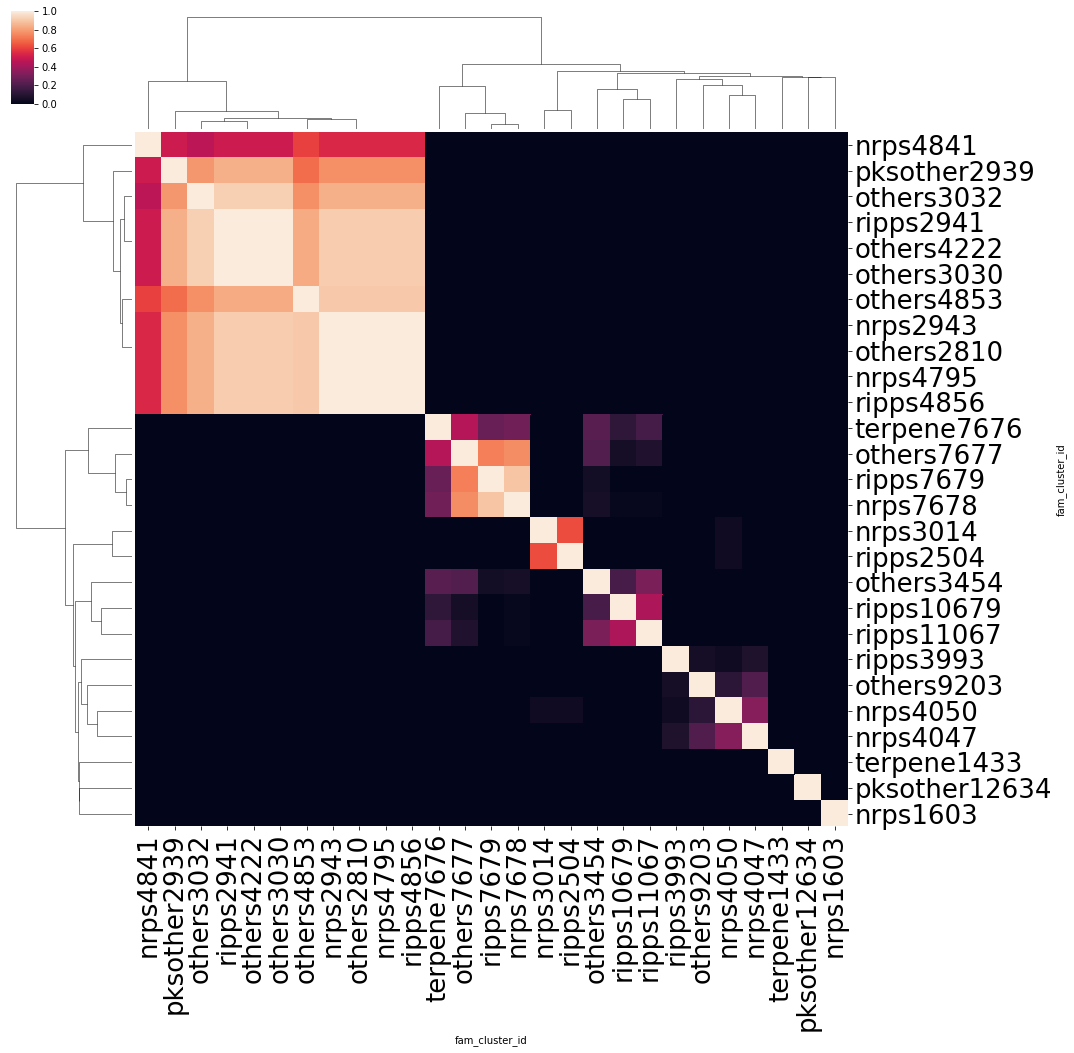 1.0
0.8
0.6
0.4
0.2
0.0
nrps4841
pksother2939
others3032
ripps2941
others4222
others3030
others4853
nrps2943
others2810
nrps4795
ripps4856
terpene7676
others7677
ripps7679
nrps7678
nrps3014
ripps2504
others3454
ripps10679
ripps11067
ripps3993
others9203
nrps4050
nrps4047
terpene1433
pksother12634
nrps1603
fam_cluster_id
nrps4841
pksother2939
others3032
ripps2941
others4222
others3030
others4853
nrps2943
others2810
nrps4795
ripps4856
terpene7676
others7677
ripps7679
nrps7678
nrps3014
ripps2504
others3454
ripps10679
ripps11067
ripps3993
others9203
nrps4050
nrps4047
terpene1433
pksother12634
nrps1603
fam_cluster_id